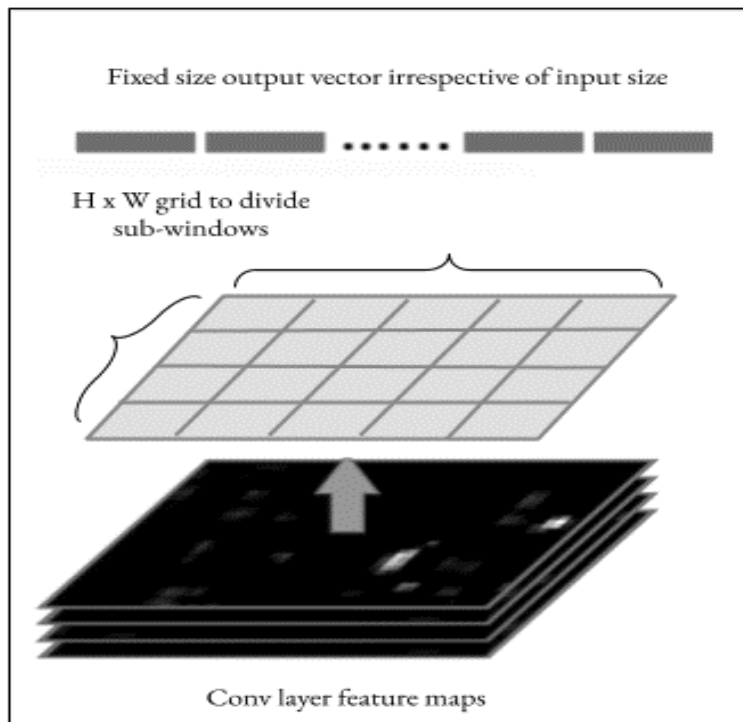 Fixed size output vector irrespective of input size
H x W grid to divide
sub-windows
Conv layer feature maps